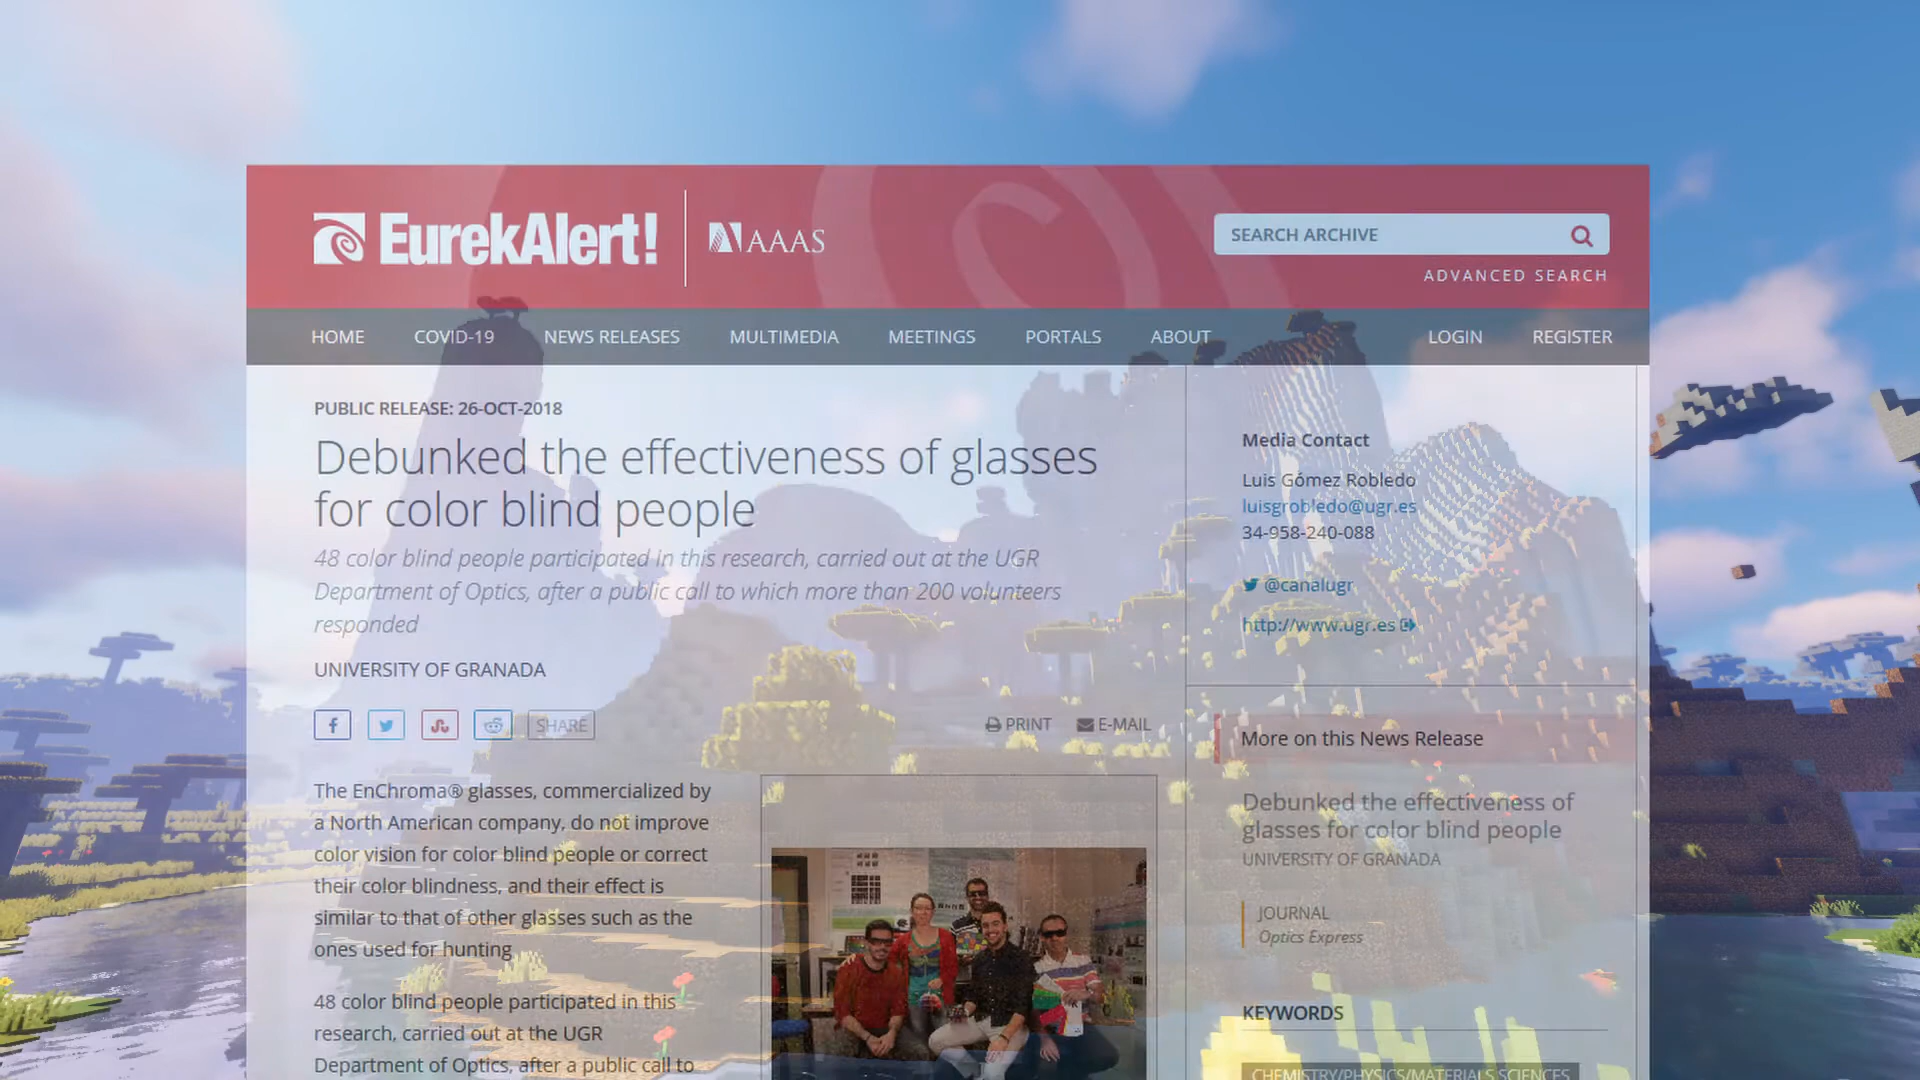 EurekAlert!
AAAS
SEARCH ARCHIVE
ADVANCED SEARCH
HOME COVID-19 NEWS RELEASES MULTIMEDIA MEETINGS PORTALS ABOUT LOGIN REGISTER
PUBLIC RELEASE: 26-OCT-2018
Debunked the effectiveness of glasses
for color blind people
48 color blind people participated in this research, carried out at the UGR
Department of Optics, after a public call to which more than 200 volunteers
responded
UNIVERSITY OF GRANADA
SHARE
PRINT E-MAIL
The EnChroma® glasses, commercialized by
a North American company, do not improve
color vision for color blind people or correct
their color blindness, and their effect is
similar to that of other glasses such as the
ones used for hunting
48 color blind people participated in this
research, carried out at the UGR
Department of Optics, after a public call to
Media Contact
Luis Gómez Robledo
luisgrobledo@ugr.es
34-958-240-088
@canalugr
http://www.ugr.es
More on this News Release
Debunked the effectiveness of
glasses for color blind people
UNIVERSITY OF GRANADA
JOURNAL
Optics Express
KEYWORDS
CHEMISTRY/PHYSICS/MATERIALS SCIENCES